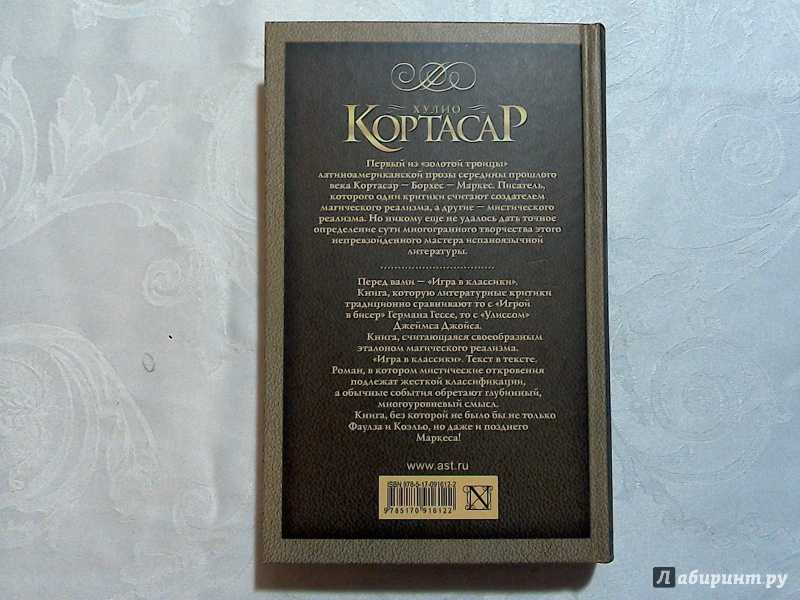 ХУЛИО
КОРТАСАР
Первый из «золотой троицы»
латиноамериканской прозы середины прошлого
века Кортасар — Борхес — Маркес. Писатель,
которого одни критики считают создателем
магического реализма, а другие — мистического
реализма. Но никому еще не удалось дать точное
определение сути многогранного творчества этого
непревзойденного мастера испаноязычной
литературы.
Перед вами — «Игра в классики».
Книга, которую литературные критики
традиционно сравнивают то с «Игрой
в бисер» Германа Гессе, то с «Улиссом»
Джеймса Джойса.
Книга, считающаяся своеобразным
эталоном магического реализма.
«Игра в классики». Текст в тексте.
Роман, в котором мистические откровения
подлежат жесткой классификации,
а обычные события обретают глубинный,
многоуровневый смысл.
Книга, без которой не было бы не только
Фаулза и Коэльо, но даже и позднего
Маркеса!
www.ast.ru
ISBN 978-5-17-091612-2
9785170916122
N
Лабиринт.ру